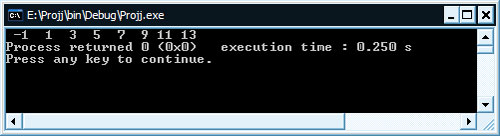 E:\Projj\bin\Debug\Projj.exe
-1 1 3 5 7 9 11 13
Process returned 0 (0x0) execution time : 0.250 s
Press any key to continue.